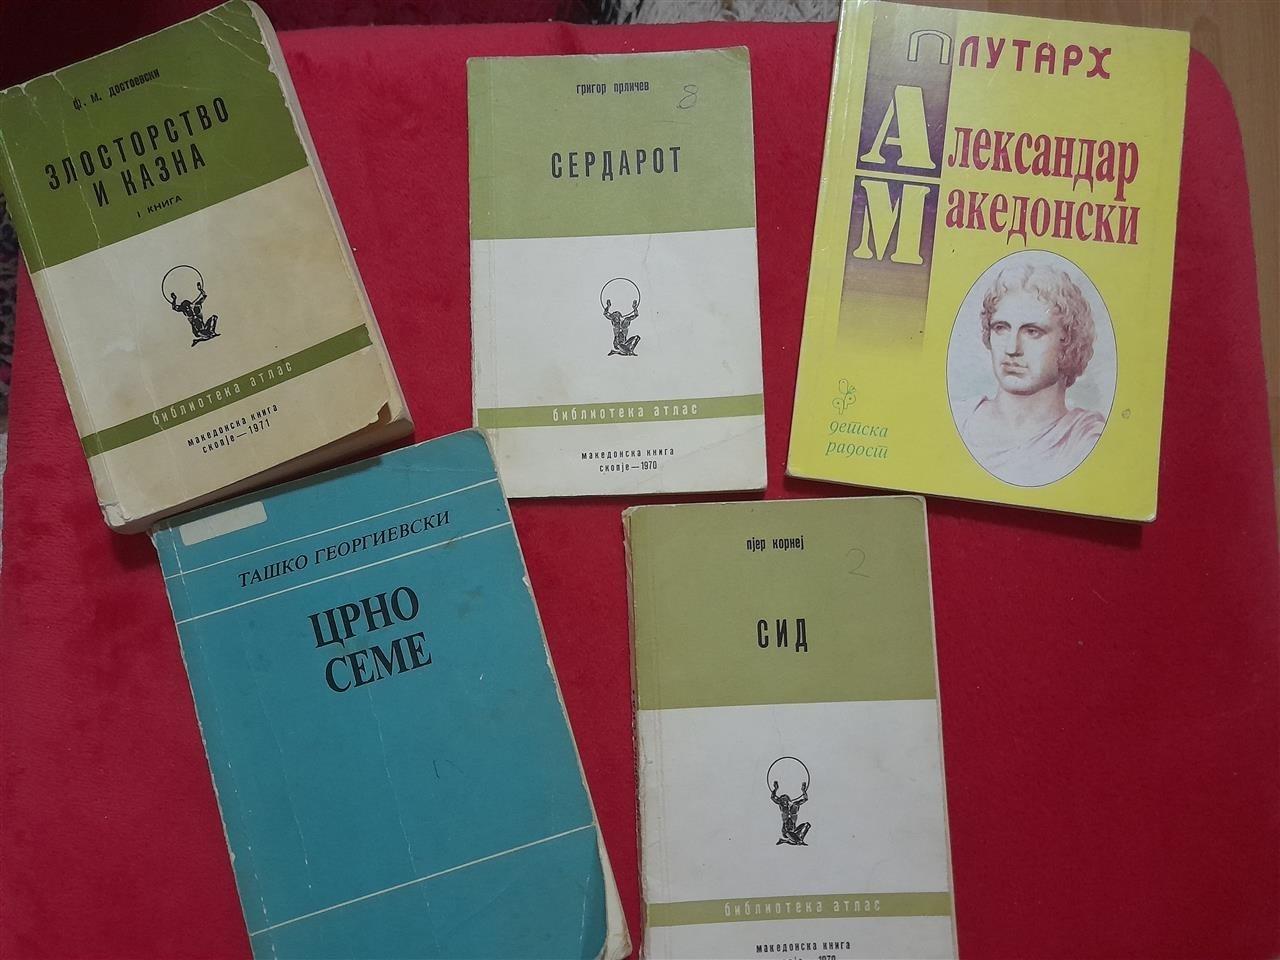 Ф. М. ДОСТОЕВСКИ
ЗЛОСТОРСТВО
И КАЗНА
I КНИГА
БИБЛИОТЕКА АТЛАС
МАКЕДОНСКА КНИГА
СКОПЈЕ — 1971
ГРИГОР ПРЛИЧЕВ
8
СЕРДАРОТ
БИБЛИОТЕКА АТЛАС
МАКЕДОНСКА КНИГА
СКОПЈЕ — 1970
ПЛУТАРХ
Александар
Македонски
детска
радост
ТАШКО ГЕОРГИЕВСКИ
ЦРНО
СЕМЕ
ПЈЕР КОРНЕЈ
2
СИД
БИБЛИОТЕКА АТЛАС
МАКЕДОНСКА КНИГА